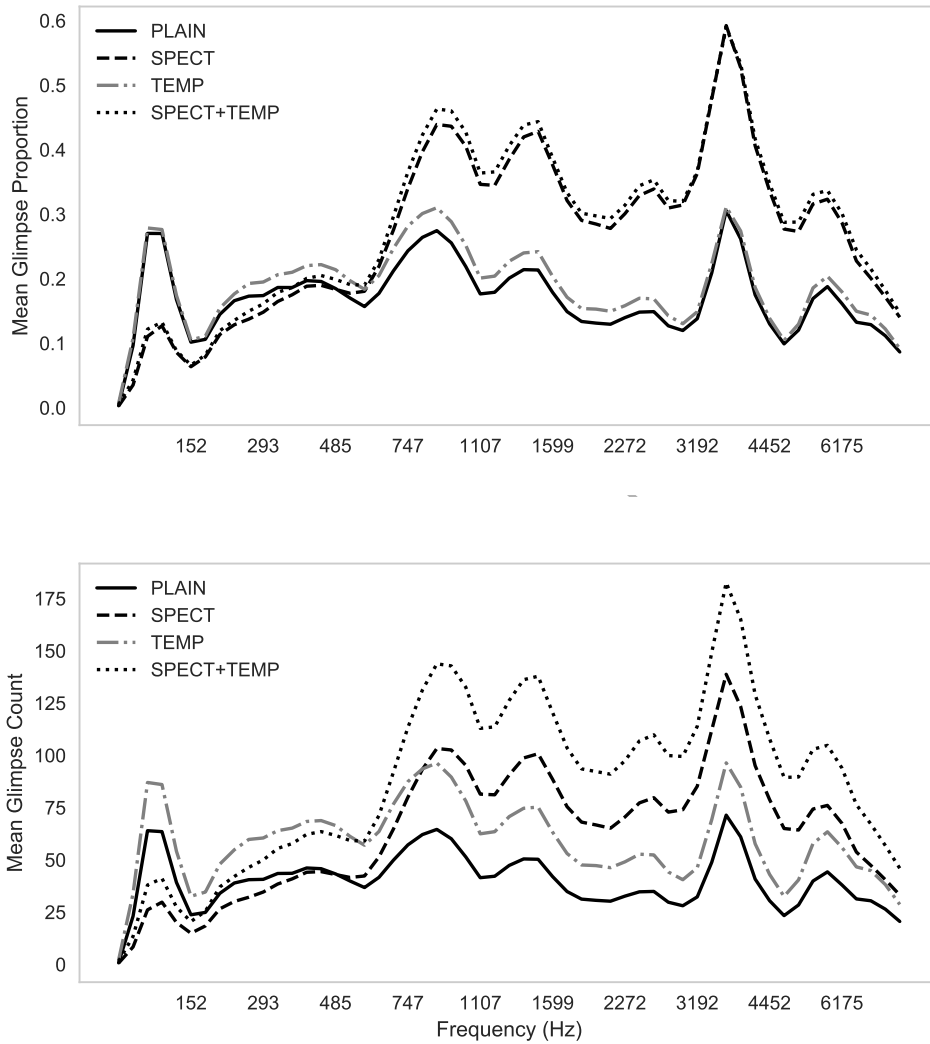 0.6
0.5
0.4
0.3
0.2
0.1
0.0
Mean Glimpse Proportion
PLAIN
SPECT
TEMP
SPECT+TEMP
152 293 485 747 1107 1599 2272 3192 4452 6175
175
150
125
100
75
50
25
0
Mean Glimpse Count
PLAIN
SPECT
TEMP
SPECT+TEMP
152 293 485 747 1107 1599 2272 3192 4452 6175
Frequency (Hz)